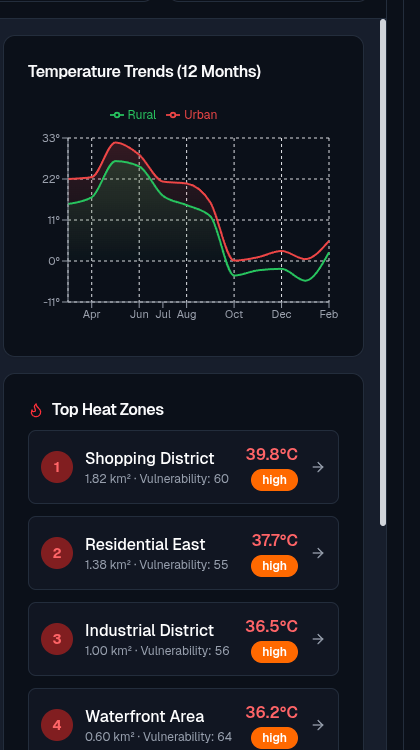 Temperature Trends (12 Months)
Rural Urban
33°
22°
11°
0°
-11°
Apr Jun Jul Aug Oct Dec Feb
Top Heat Zones
1
Shopping District
1.82 km² · Vulnerability: 60
39.8°C
high
2
Residential East
1.38 km² · Vulnerability: 55
37.7°C
high
3
Industrial District
1.00 km² · Vulnerability: 56
36.5°C
high
4
Waterfront Area
0.60 km² · Vulnerability: 64
36.2°C
high